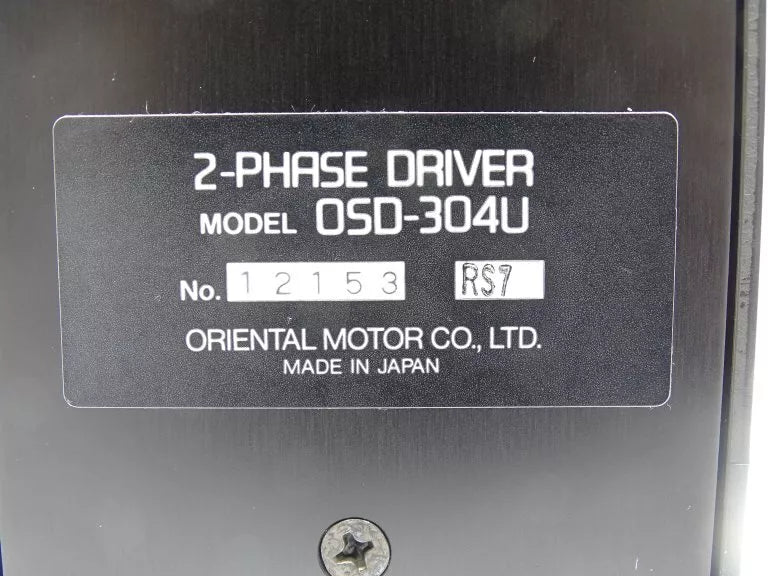 2-PHASE DRIVER
MODEL OSD-304U
No. 12153 RS7
ORIENTAL MOTOR CO., LTD.
MADE IN JAPAN